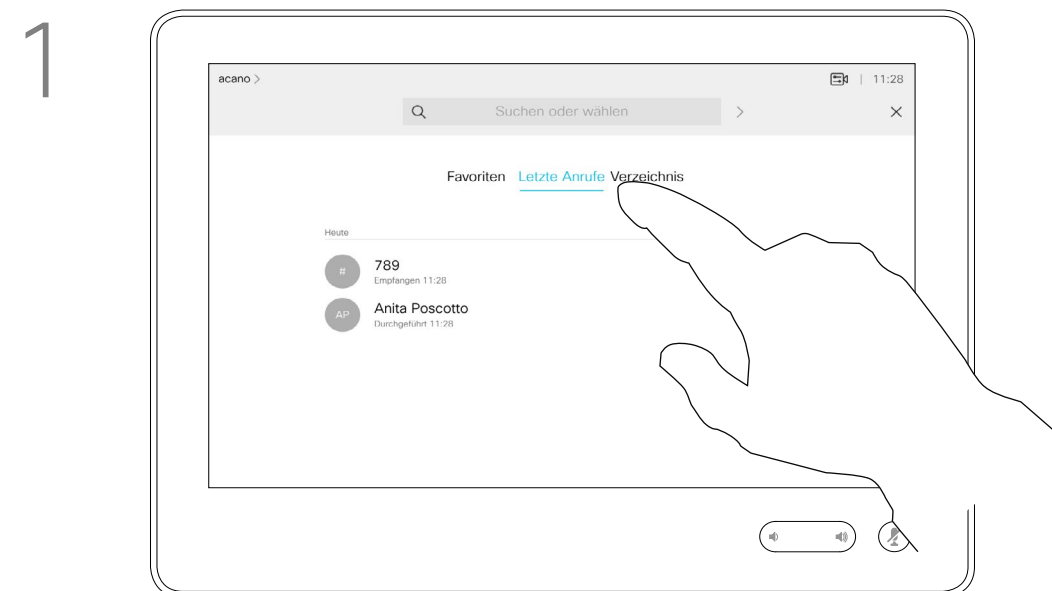 1
acano >
11:28
Suchen oder wählen >
Favoriten Letzte Anrufe Verzeichnis
Heute
# 789
Empfangen 11:28
AP Anita Poscotto
Durchgeführt 11:28